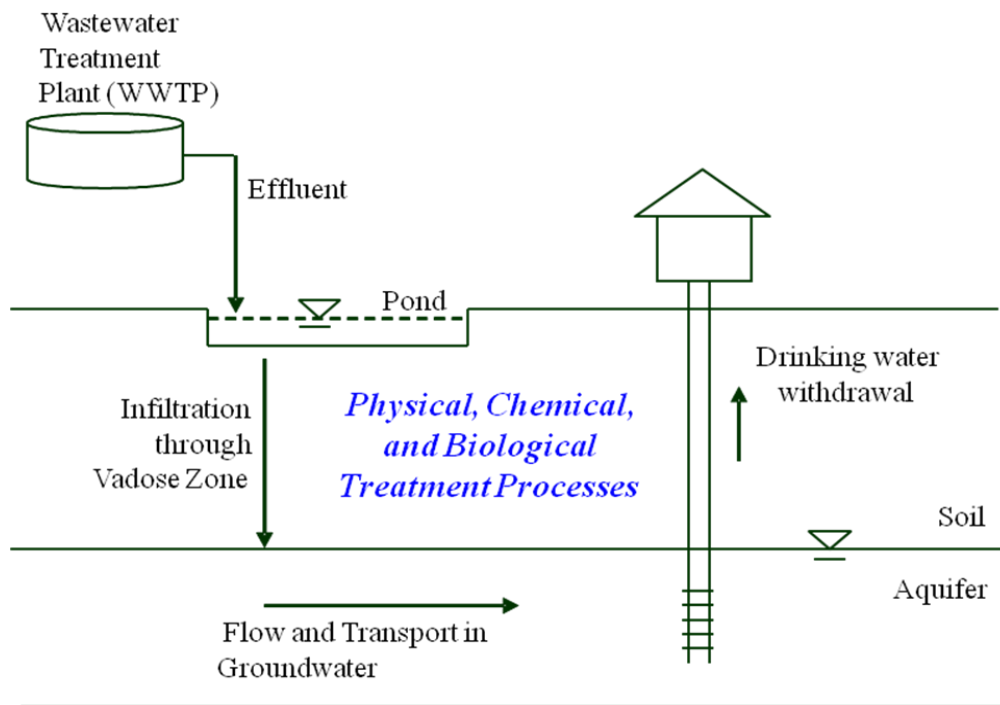 Wastewater
Treatment
Plant (WWTP)
Effluent
Pond
Drinking water
withdrawal
Infiltration
through
Vadose Zone
Physical, Chemical,
and Biological
Treatment Processes
Soil
Aquifer
Flow and Transport in
Groundwater